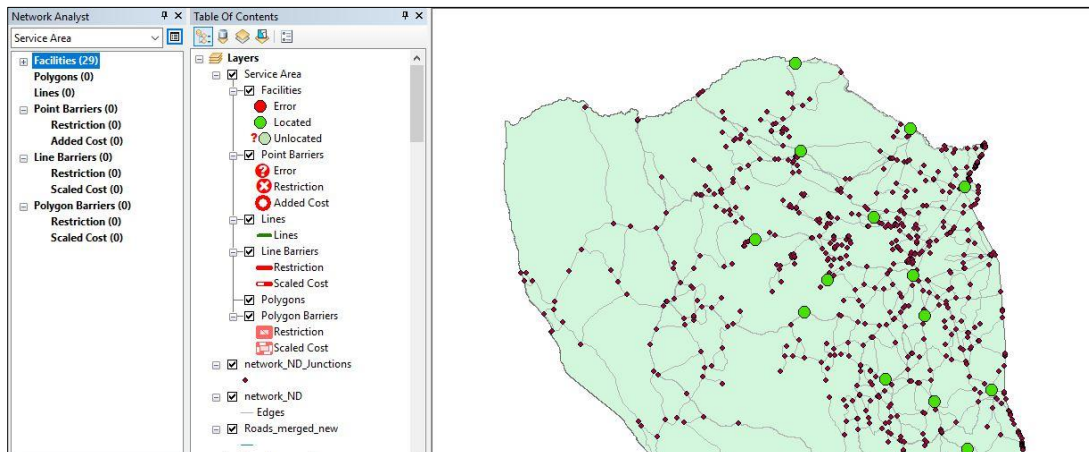 Network Analyst
Service Area
Facilities (29)
Polygons (0)
Lines (0)
Point Barriers (0)
Restriction (0)
Added Cost (0)
Line Barriers (0)
Restriction (0)
Scaled Cost (0)
Polygon Barriers (0)
Restriction (0)
Scaled Cost (0)
Table Of Contents
Layers
Service Area
Facilities
Error
Located
? Unlocated
Point Barriers
? Error
Restriction
Added Cost
Lines
Lines
Line Barriers
Restriction
Scaled Cost
Polygons
Polygon Barriers
Restriction
Scaled Cost
network_ND_Junctions
network_ND
Edges
Roads_merged_new